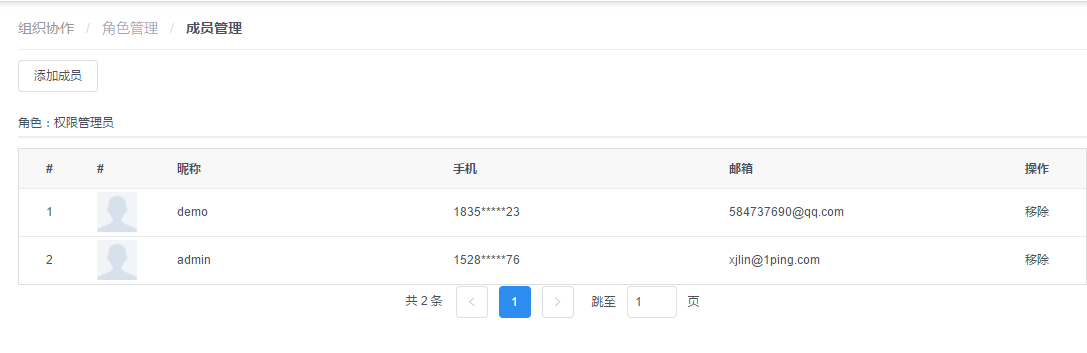 组织协作 / 角色管理 / 成员管理
添加成员
角色：权限管理员
# # 昵称 手机 邮箱 操作
1 demo 1835*****23 584737690@qq.com 移除
2 admin 1528*****76 xjlin@1ping.com 移除
共 2 条 < 1 > 跳至 1 页